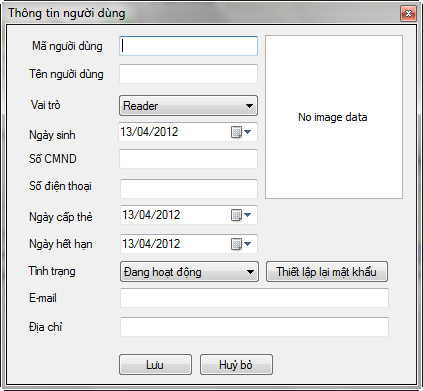 Thông tin người dùng
Mã người dùng
No image data
Tên người dùng
Vai trò Reader
Ngày sinh 13/04/2012
Số CMND
Số điện thoại
Ngày cấp thẻ 13/04/2012
Ngày hết hạn 13/04/2012
Tình trạng Đang hoạt động Thiết lập lại mật khẩu
E-mail
Địa chỉ
Lưu Huỷ bỏ